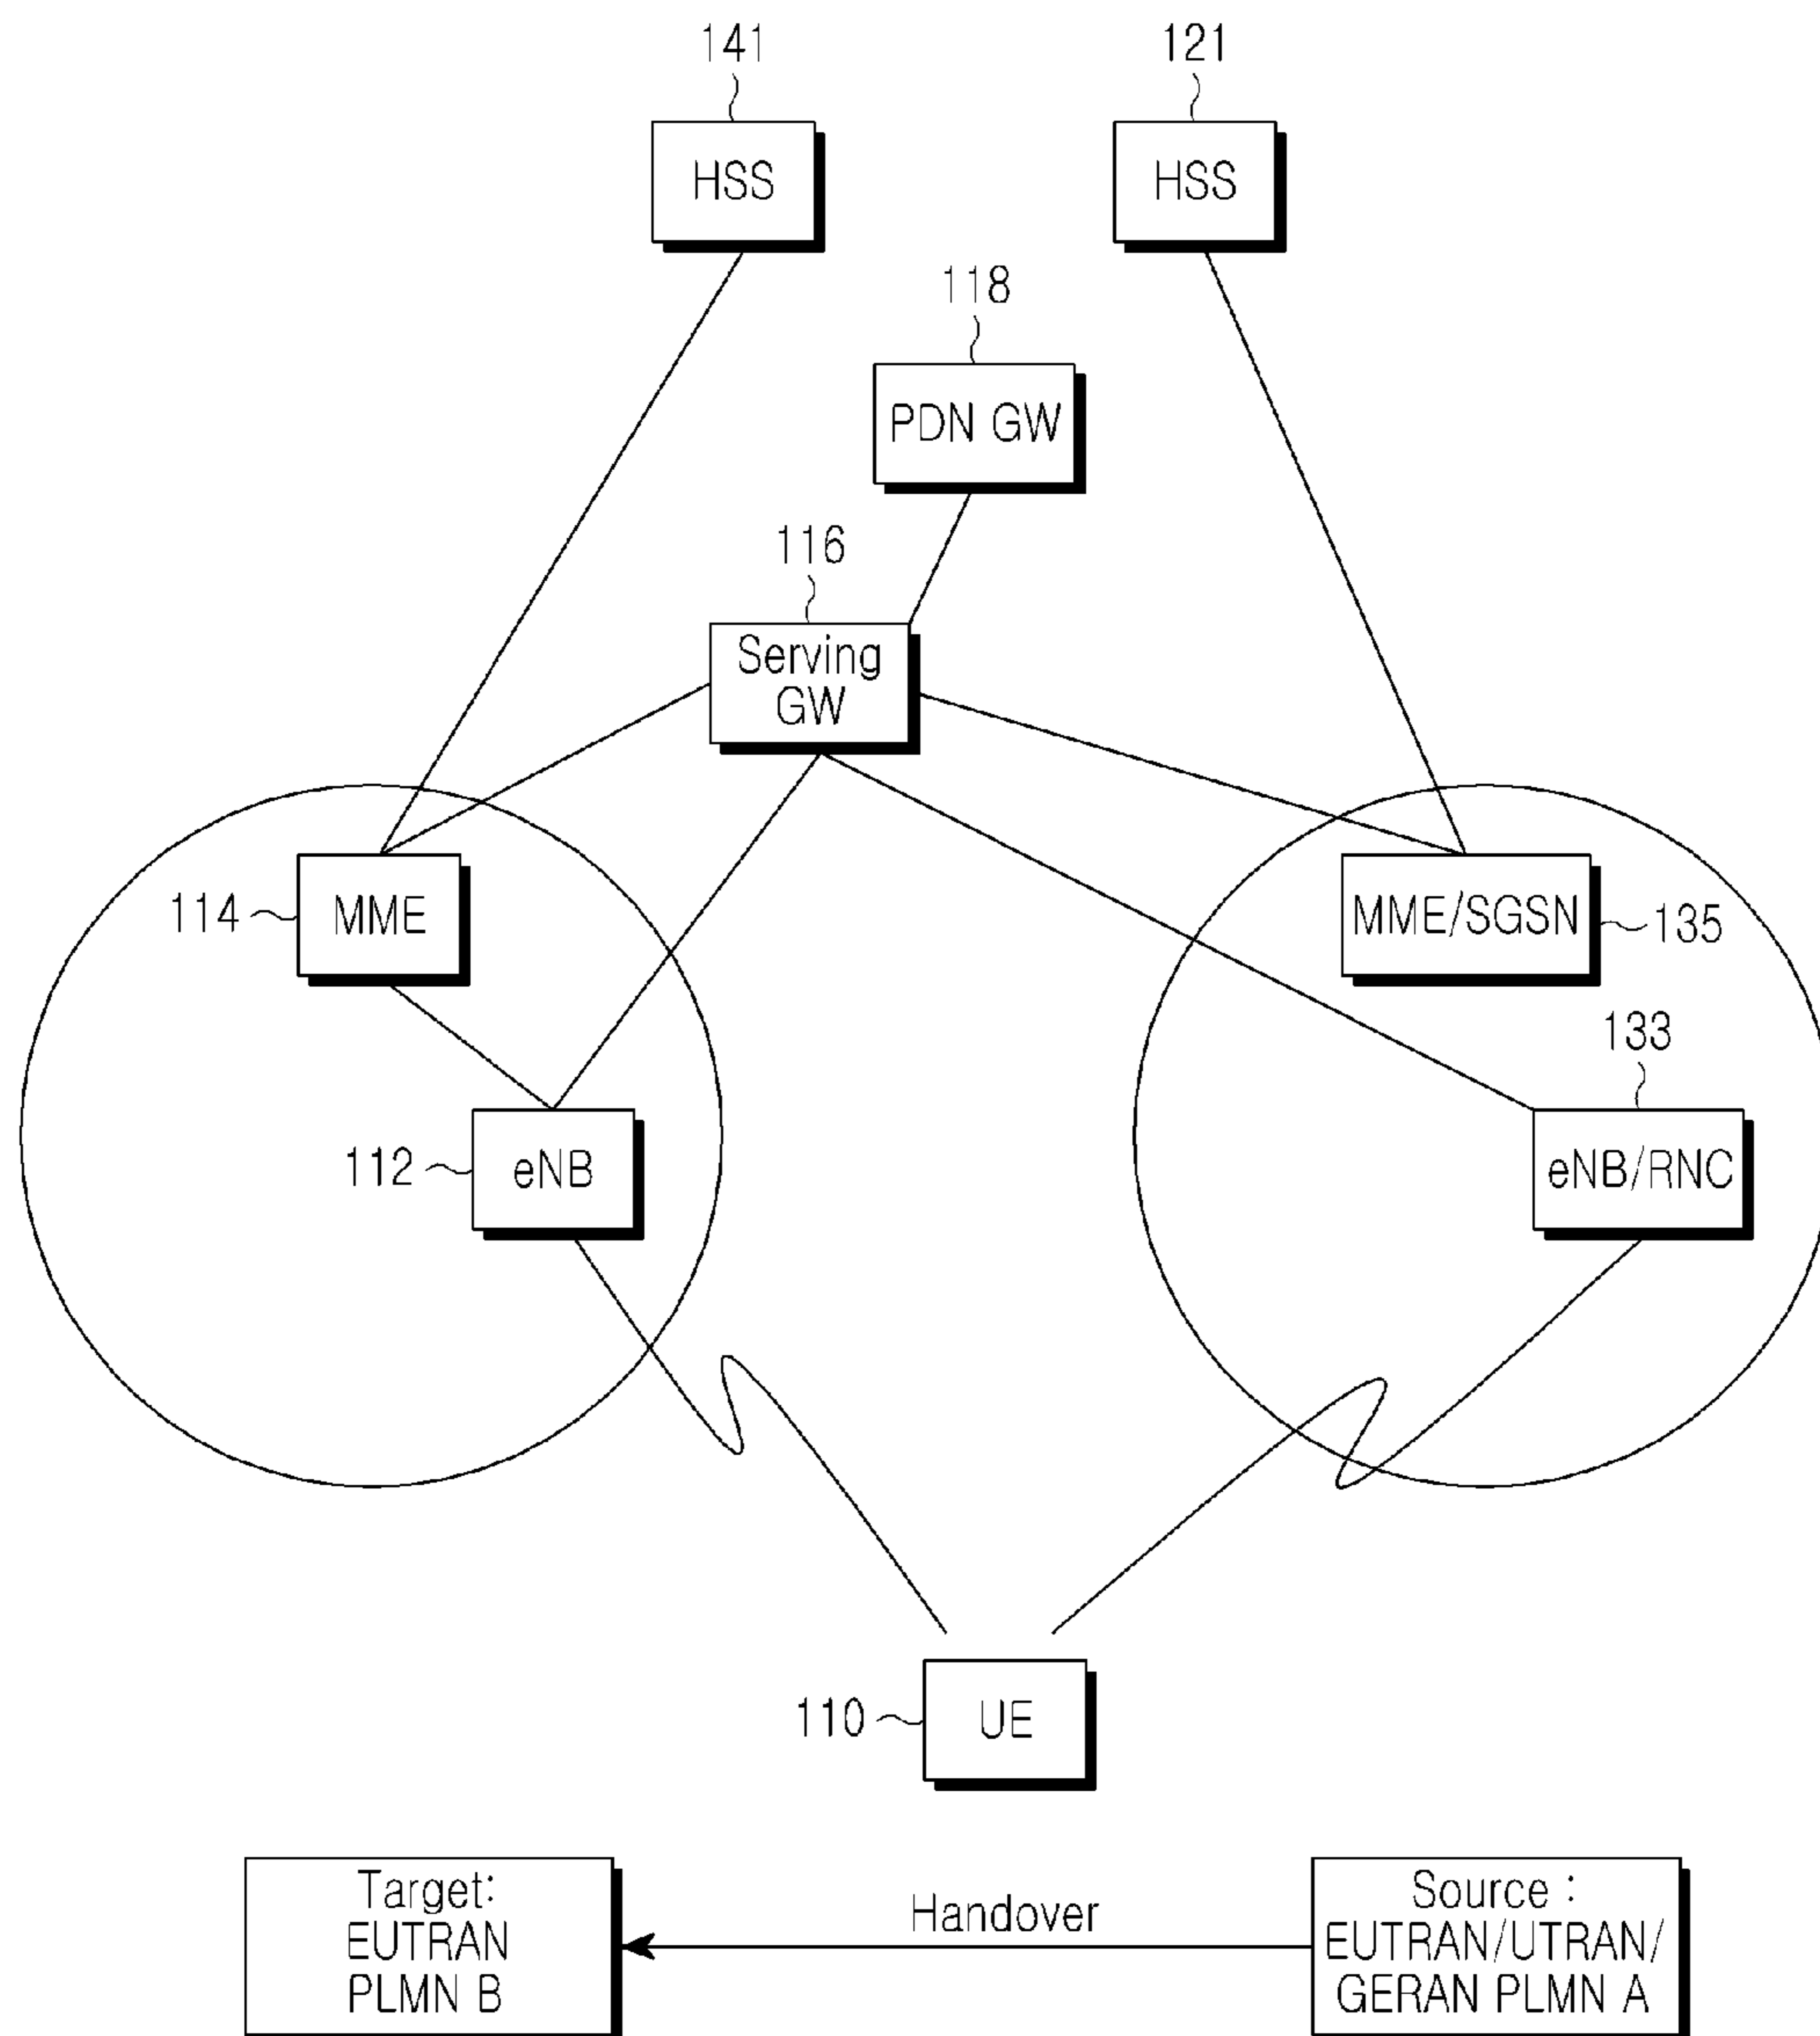 141
121
HSS
HSS
118
PDN GW
116
Serving
GW
114
MME
MME/SGSN
135
133
112
eNB
eNB/RNC
110
UE
Target:
EUTRAN
PLMN B
Handover
Source :
EUTRAN/UTRAN/
GERAN PLMN A